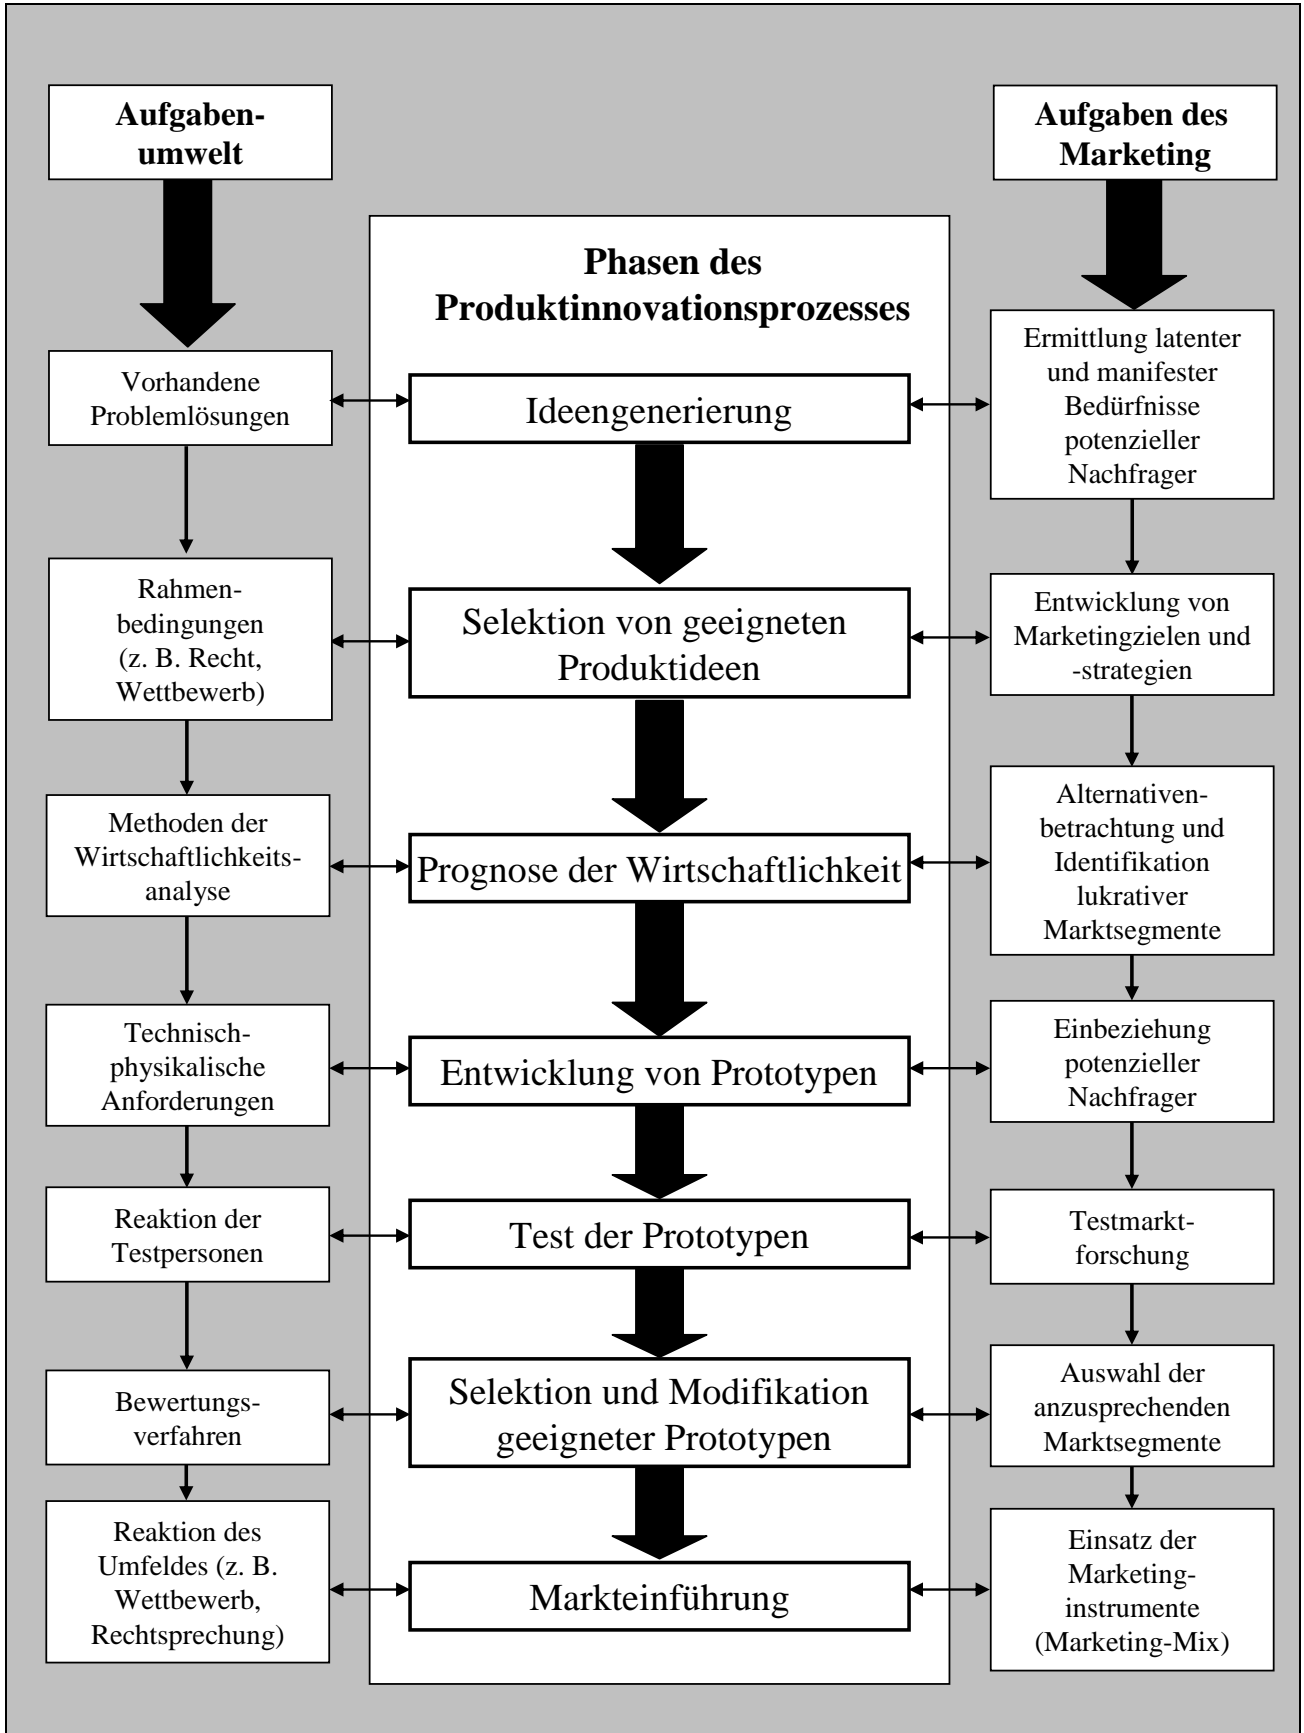 Aufgaben-
umwelt
Aufgaben des
Marketing
Phasen des
Produktinnovationsprozesses
Vorhandene
Problemlösungen
Ideengenerierung
Ermittlung latenter
und manifester
Bedürfnisse
potenzieller
Nachfrager
Rahmen-
bedingungen
(z. B. Recht,
Wettbewerb)
Selektion von geeigneten
Produktideen
Entwicklung von
Marketingzielen und
-strategien
Methoden der
Wirtschaftlichkeits-
analyse
Prognose der Wirtschaftlichkeit
Alternativen-
betrachtung und
Identifikation
lukrativer
Marktsegmente
Technisch-
physikalische
Anforderungen
Entwicklung von Prototypen
Einbeziehung
potenzieller
Nachfrager
Reaktion der
Testpersonen
Test der Prototypen
Testmarkt-
forschung
Bewertungs-
verfahren
Selektion und Modifikation
geeigneter Prototypen
Auswahl der
anzusprechenden
Marktsegmente
Reaktion des
Umfeldes (z. B.
Wettbewerb,
Rechtsprechung)
Markteinführung
Einsatz der
Marketing-
instrumente
(Marketing-Mix)